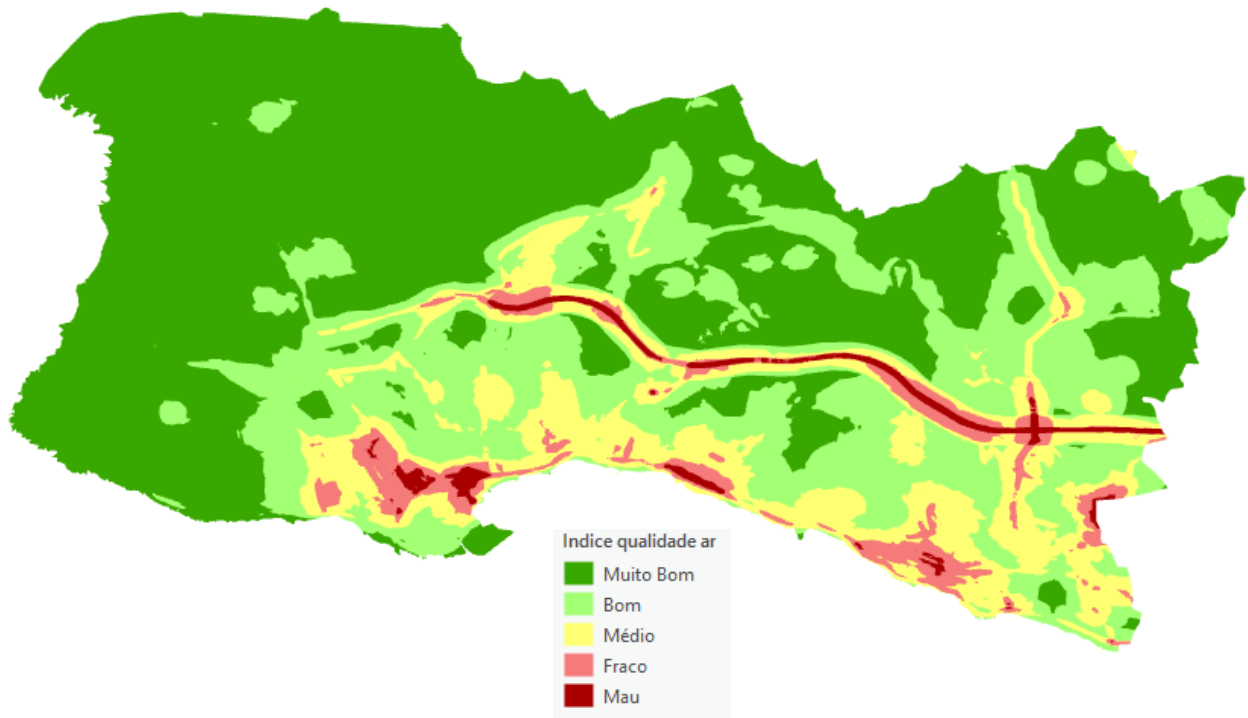 Indice qualidade ar
Muito Bom
Bom
Médio
Fraco
Mau